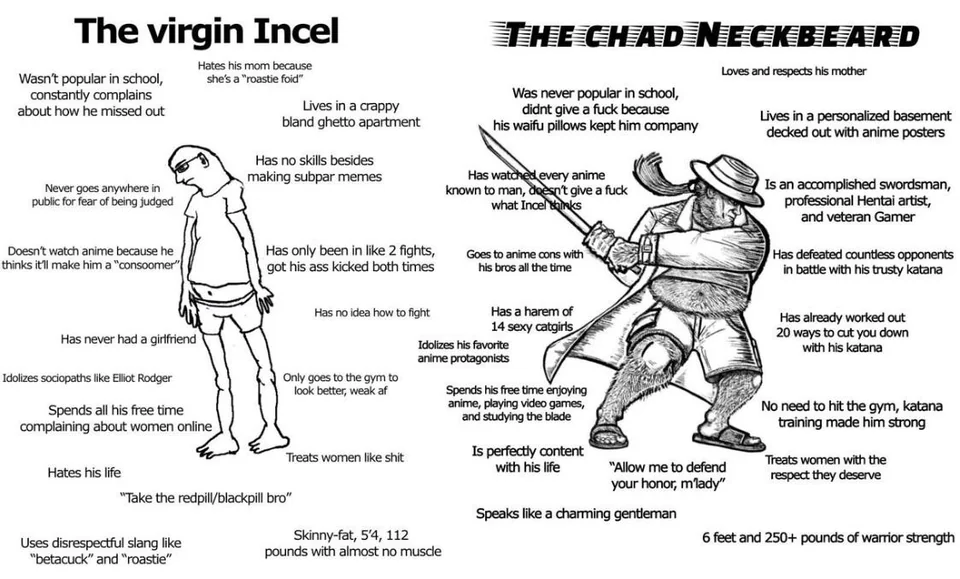 The virgin Incel
Hates his mom because
she's a “roastie foid”
Wasn't popular in school,
constantly complains
about how he missed out
Lives in a crappy
bland ghetto apartment
Has no skills besides
making subpar memes
Never goes anywhere in
public for fear of being judged
Doesn't watch anime because he
thinks it'll make him a “consoomer”
Has only been in like 2 fights,
got his ass kicked both times
Has no idea how to fight
Has never had a girlfriend
Idolizes sociopaths like Elliot Rodger
Only goes to the gym to
look better, weak af
Spends all his free time
complaining about women online
Treats women like shit
Hates his life
“Take the redpill/blackpill bro”
Uses disrespectful slang like
“betacuck” and “roastie”
Skinny-fat, 5'4, 112
pounds with almost no muscle
The Chad Neckbeard
Loves and respects his mother
Was never popular in school,
didnt give a fuck because
his waifu pillows kept him company
Lives in a personalized basement
decked out with anime posters
Has watched every anime
known to man, doesn't give a fuck
what Incel thinks
Is an accomplished swordsman,
professional Hentai artist,
and veteran Gamer
Goes to anime cons with
his bros all the time
Has defeated countless opponents
in battle with his trusty katana
Has a harem of
14 sexy catgirls
Has already worked out
20 ways to cut you down
with his katana
Idolizes his favorite
anime protagonists
Spends his free time enjoying
anime, playing video games,
and studying the blade
No need to hit the gym, katana
training made him strong
Is perfectly content
with his life
“Allow me to defend
your honor, m'lady”
Treats women with the
respect they deserve
Speaks like a charming gentleman
6 feet and 250+ pounds of warrior strength